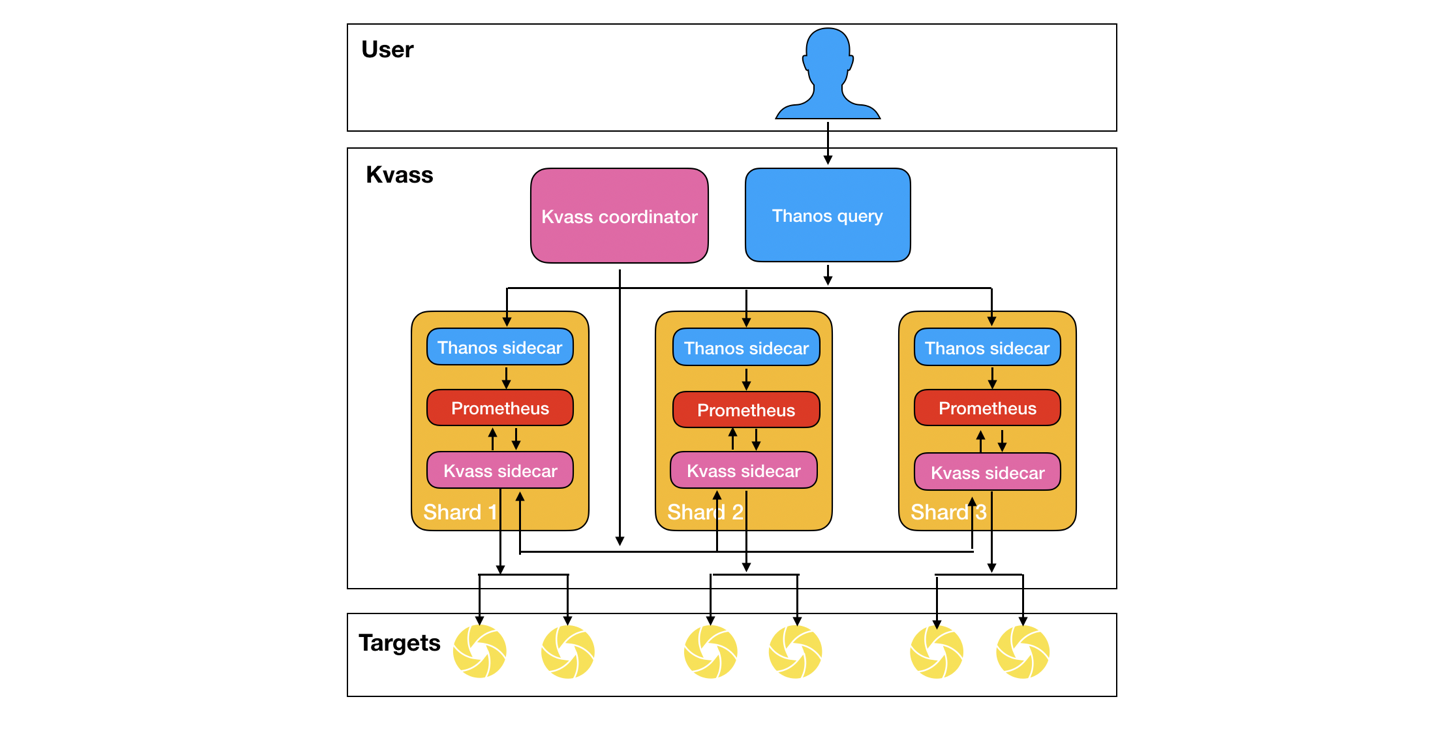 User
Kvass
Kvass coordinator
Thanos query
Thanos sidecar
Prometheus
Kvass sidecar
Shard 1
Thanos sidecar
Prometheus
Kvass sidecar
Shard 2
Thanos sidecar
Prometheus
Kvass sidecar
Shard 3
Targets